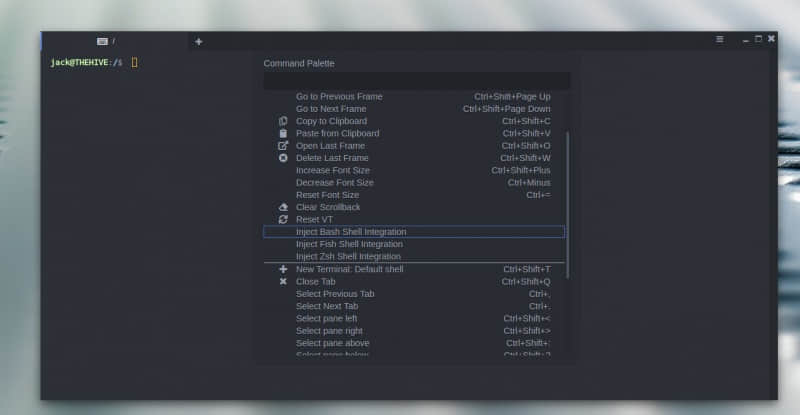 /
jack@THEHIVE:/$
Command Palette
Go to Previous Frame Ctrl+Shift+Page Up
Go to Next Frame Ctrl+Shift+Page Down
Copy to Clipboard Ctrl+Shift+C
Paste from Clipboard Ctrl+Shift+V
Open Last Frame Ctrl+Shift+O
Delete Last Frame Ctrl+Shift+W
Increase Font Size Ctrl+Shift+Plus
Decrease Font Size Ctrl+Minus
Reset Font Size Ctrl+=
Clear Scrollback
Reset VT
Inject Bash Shell Integration
Inject Fish Shell Integration
Inject Zsh Shell Integration
New Terminal: Default shell Ctrl+Shift+T
Close Tab Ctrl+Shift+Q
Select Previous Tab Ctrl+,
Select Next Tab Ctrl+.
Select pane left Ctrl+Shift+<
Select pane right Ctrl+Shift+>
Select pane above Ctrl+Shift+:
Select pane below Ctrl+Shift+?